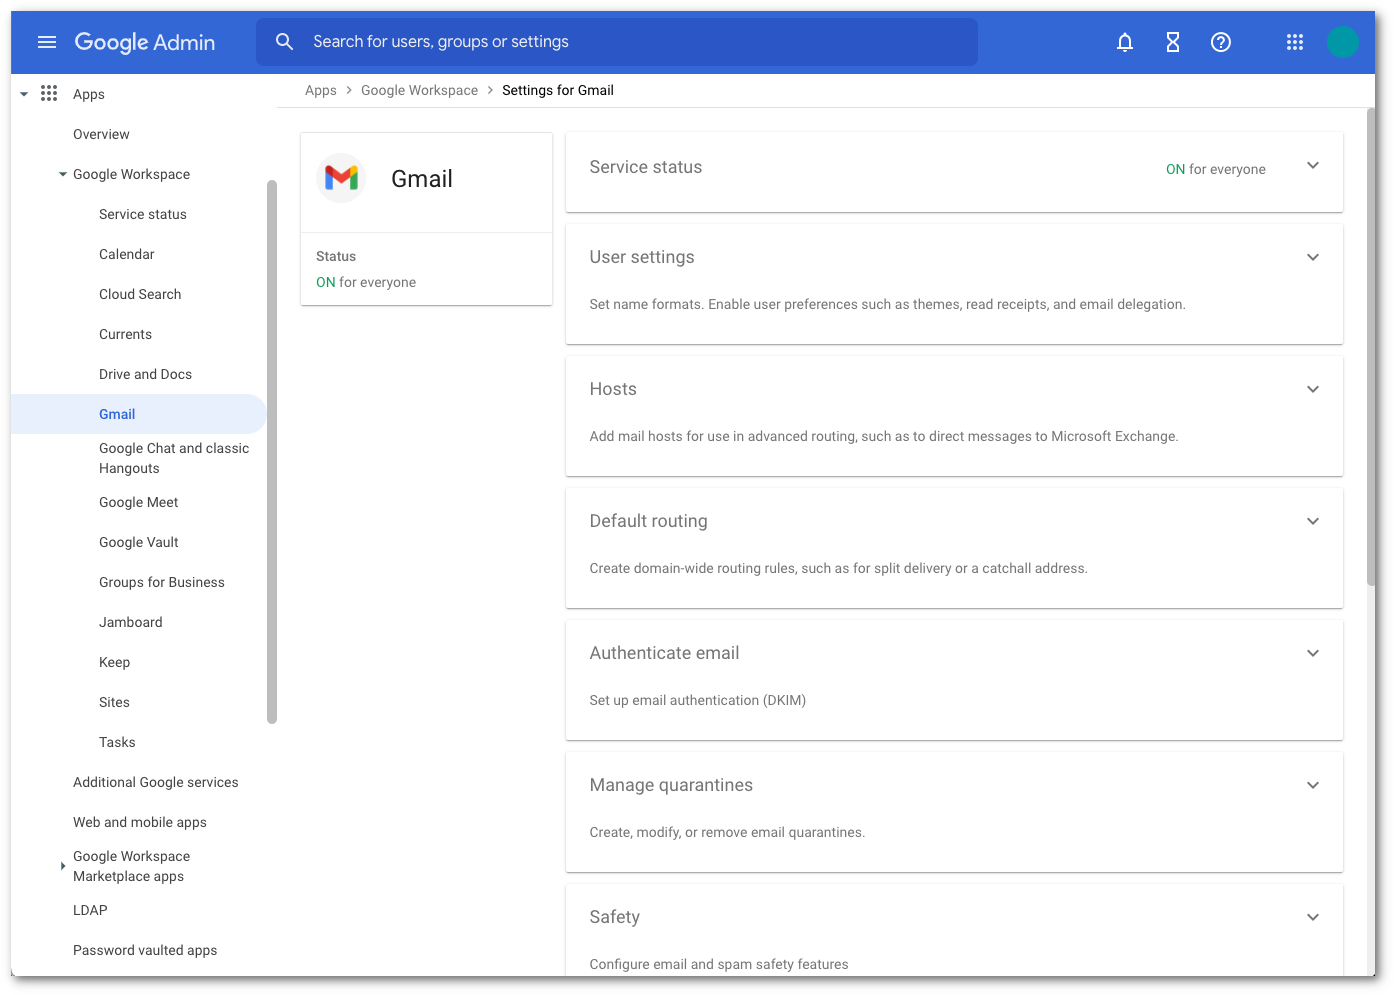 Google Admin
Search for users, groups or settings
Apps
Overview
Google Workspace
Service status
Calendar
Cloud Search
Currents
Drive and Docs
Gmail
Google Chat and classic
Hangouts
Google Meet
Google Vault
Groups for Business
Jamboard
Keep
Sites
Tasks
Additional Google services
Web and mobile apps
Google Workspace
Marketplace apps
LDAP
Password vaulted apps
Apps > Google Workspace > Settings for Gmail
Gmail
Status
ON for everyone
Service status
ON for everyone
User settings
Set name formats. Enable user preferences such as themes, read receipts, and email delegation.
Hosts
Add mail hosts for use in advanced routing, such as to direct messages to Microsoft Exchange.
Default routing
Create domain-wide routing rules, such as for split delivery or a catchall address.
Authenticate email
Set up email authentication (DKIM)
Manage quarantines
Create, modify, or remove email quarantines.
Safety
Configure email and spam safety features